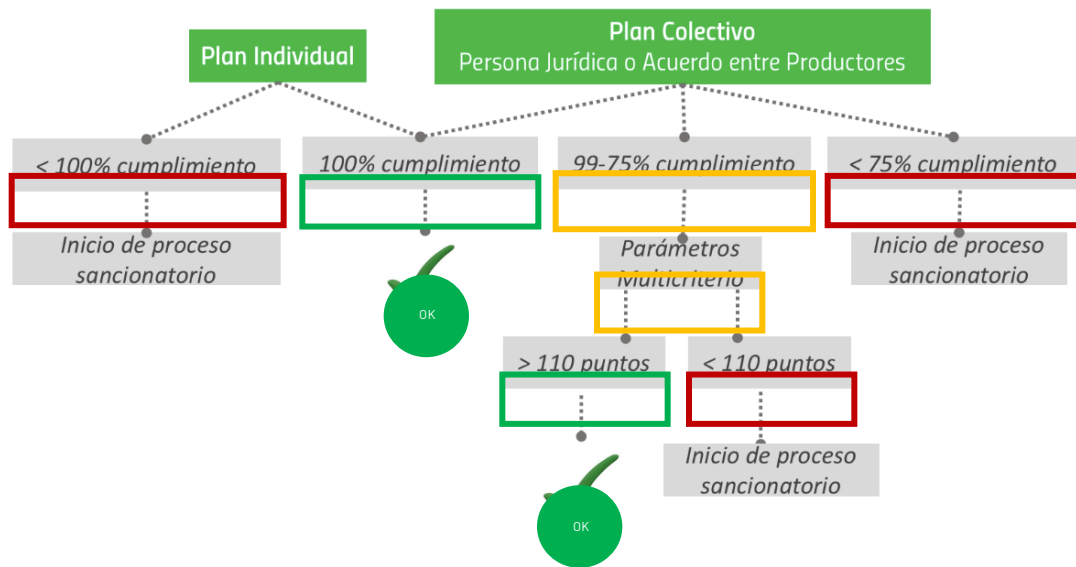 Plan Individual
Plan Colectivo
Persona Jurídica o Acuerdo entre Productores
< 100% cumplimiento
100% cumplimiento
99-75% cumplimiento
< 75% cumplimiento
Inicio de proceso
sancionatorio
Parámetros
Multicriterio
Inicio de proceso
sancionatorio
OK
> 110 puntos
< 110 puntos
Inicio de proceso
sancionatorio
OK